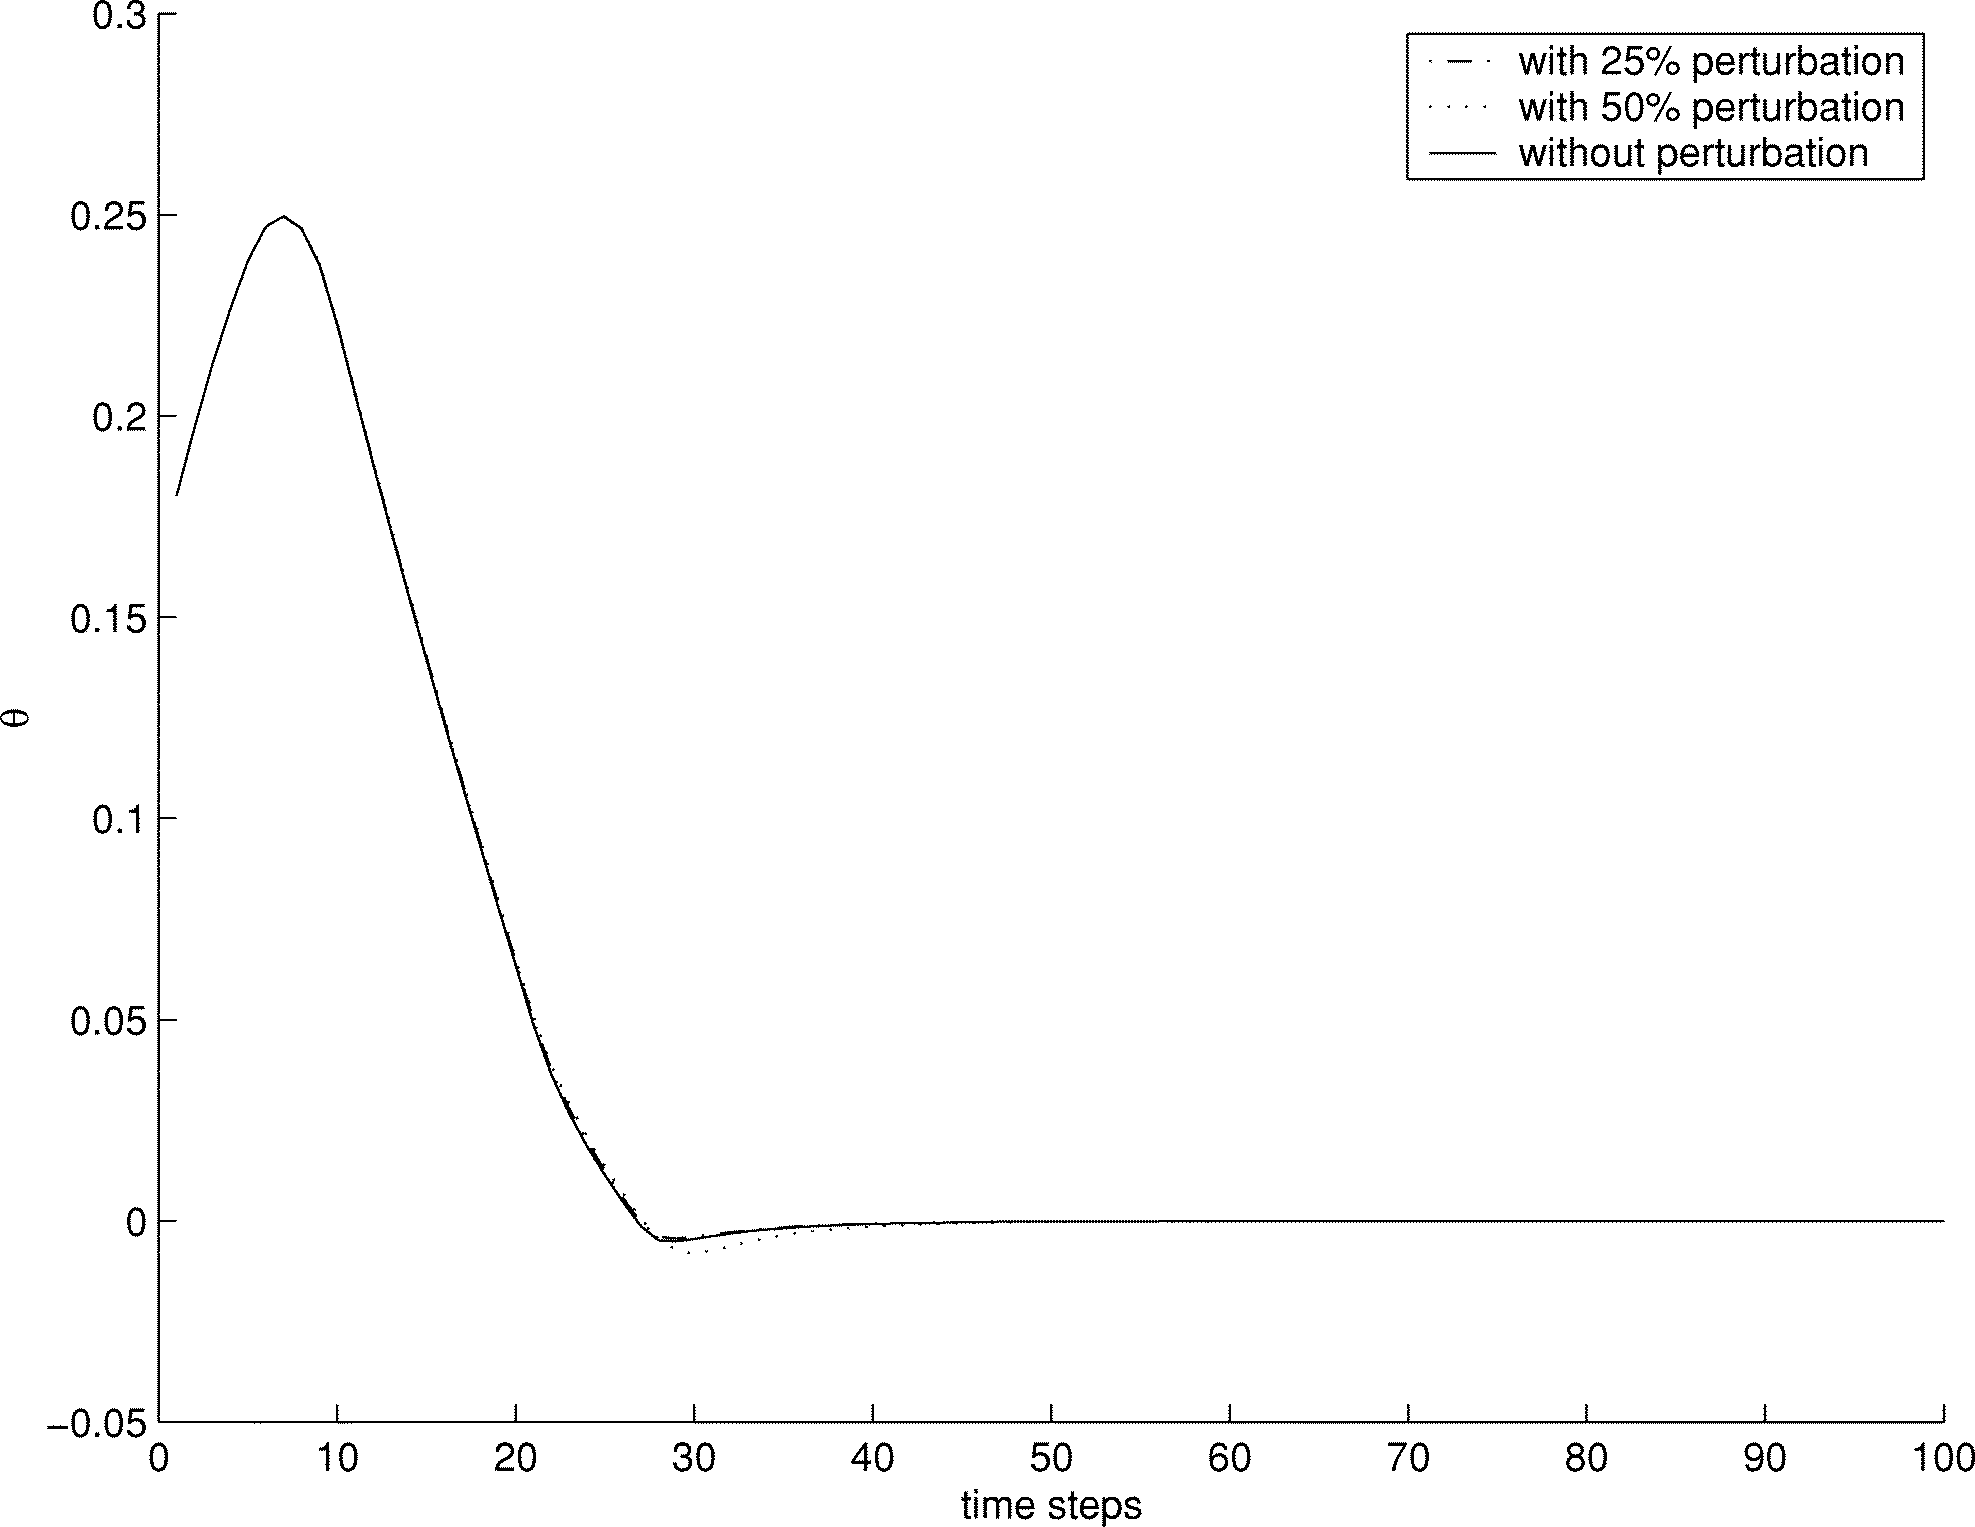 0.3
0.25
0.2
0.15
0.1
0.05
0
−0.05
θ
with 25% perturbation
with 50% perturbation
without perturbation
0 10 20 30 40 50 60 70 80 90 100
time steps